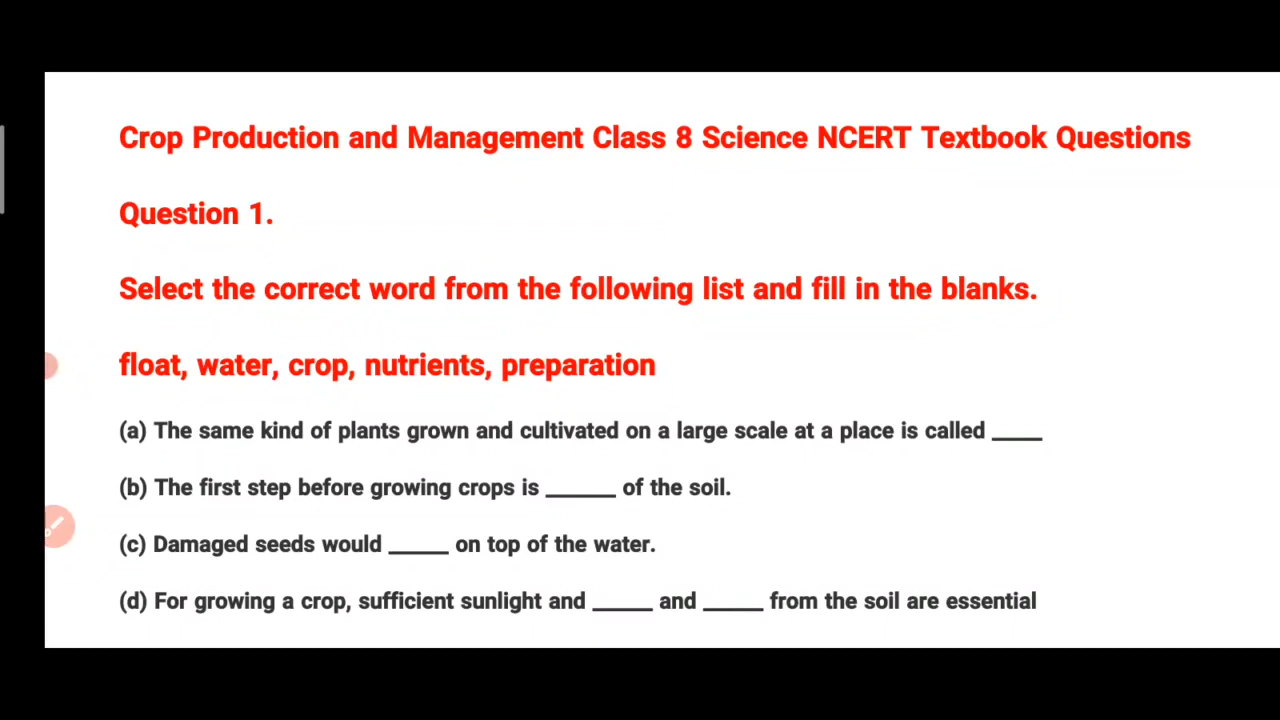 Crop Production and Management Class 8 Science NCERT Textbook Questions
Question 1.
Select the correct word from the following list and fill in the blanks.
float, water, crop, nutrients, preparation
(a) The same kind of plants grown and cultivated on a large scale at a place is called ____
(b) The first step before growing crops is ______ of the soil.
(c) Damaged seeds would _____ on top of the water.
(d) For growing a crop, sufficient sunlight and _____ and _____ from the soil are essential